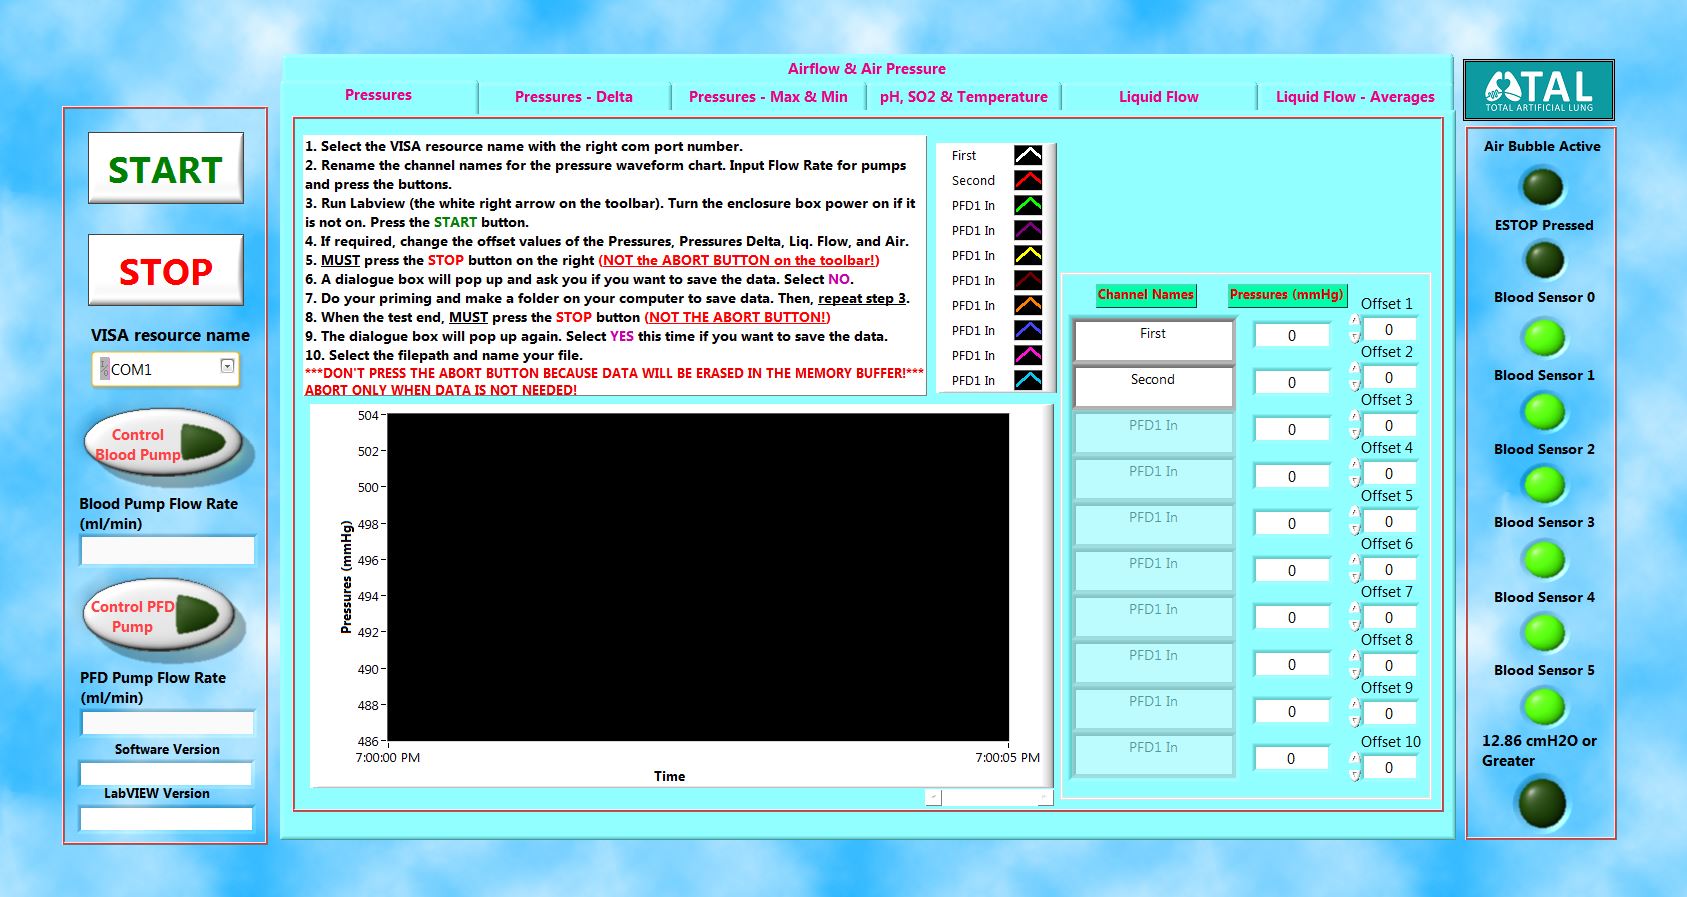 Airflow & Air Pressure
Pressures
Pressures - Delta
Pressures - Max & Min
pH, SO2 & Temperature
Liquid Flow
Liquid Flow - Averages
TAL
TOTAL ARTIFICIAL LUNG
START
STOP
VISA resource name
I/O
COM1
Control
Blood Pump
Blood Pump Flow Rate
(ml/min)
Control PFD
Pump
PFD Pump Flow Rate
(ml/min)
Software Version
LabVIEW Version
1. Select the VISA resource name with the right com port number.
2. Rename the channel names for the pressure waveform chart. Input Flow Rate for pumps
and press the buttons.
3. Run Labview (the white right arrow on the toolbar). Turn the enclosure box power on if it
is not on. Press the START button.
4. If required, change the offset values of the Pressures, Pressures Delta, Liq. Flow, and Air.
5. MUST press the STOP button on the right (NOT the ABORT BUTTON on the toolbar!)
6. A dialogue box will pop up and ask you if you want to save the data. Select NO.
7. Do your priming and make a folder on your computer to save data. Then, repeat step 3.
8. When the test end, MUST press the STOP button (NOT THE ABORT BUTTON!)
9. The dialogue box will pop up again. Select YES this time if you want to save the data.
10. Select the filepath and name your file.
***DON'T PRESS THE ABORT BUTTON BECAUSE DATA WILL BE ERASED IN THE MEMORY BUFFER!***
ABORT ONLY WHEN DATA IS NOT NEEDED!
First
Second
PFD1 In
PFD1 In
PFD1 In
PFD1 In
PFD1 In
PFD1 In
PFD1 In
PFD1 In
Pressures (mmHg)
504
502
500
498
496
494
492
490
488
486
7:00:00 PM
7:00:05 PM
Time
Channel Names
Pressures (mmHg)
Offset 1
First
0
0
Offset 2
Second
0
0
Offset 3
PFD1 In
0
0
Offset 4
PFD1 In
0
0
Offset 5
PFD1 In
0
0
Offset 6
PFD1 In
0
0
Offset 7
PFD1 In
0
0
Offset 8
PFD1 In
0
0
Offset 9
PFD1 In
0
0
Offset 10
PFD1 In
0
0
Air Bubble Active
ESTOP Pressed
Blood Sensor 0
Blood Sensor 1
Blood Sensor 2
Blood Sensor 3
Blood Sensor 4
Blood Sensor 5
12.86 cmH2O or
Greater